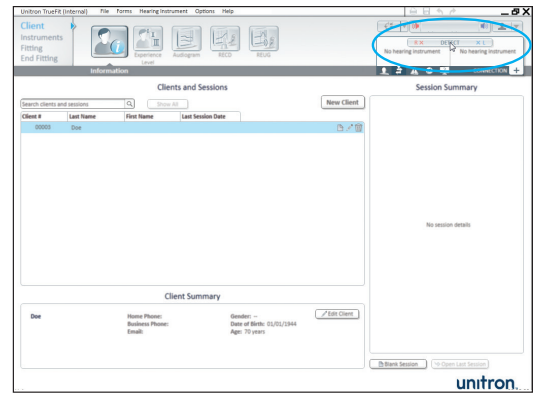 Unitron TrueFit (Internal) File Forms Hearing Instrument Options Help
Client
Instruments
Fitting
End Fitting
Experience
Level
Audiogram
RECD
REUG
Information
DETECT
No hearing instrument No hearing instrument
CONNECTION
Clients and Sessions
Session Summary
Search clients and sessions
Show All
New Client
Client # Last Name First Name Last Session Date
00003 Doe
No session details
Client Summary
Doe
Home Phone:
Business Phone:
Email:
Gender: --
Date of Birth: 01/01/1944
Age: 70 years
Edit Client
Blank Session
Open Last Session
unitron.